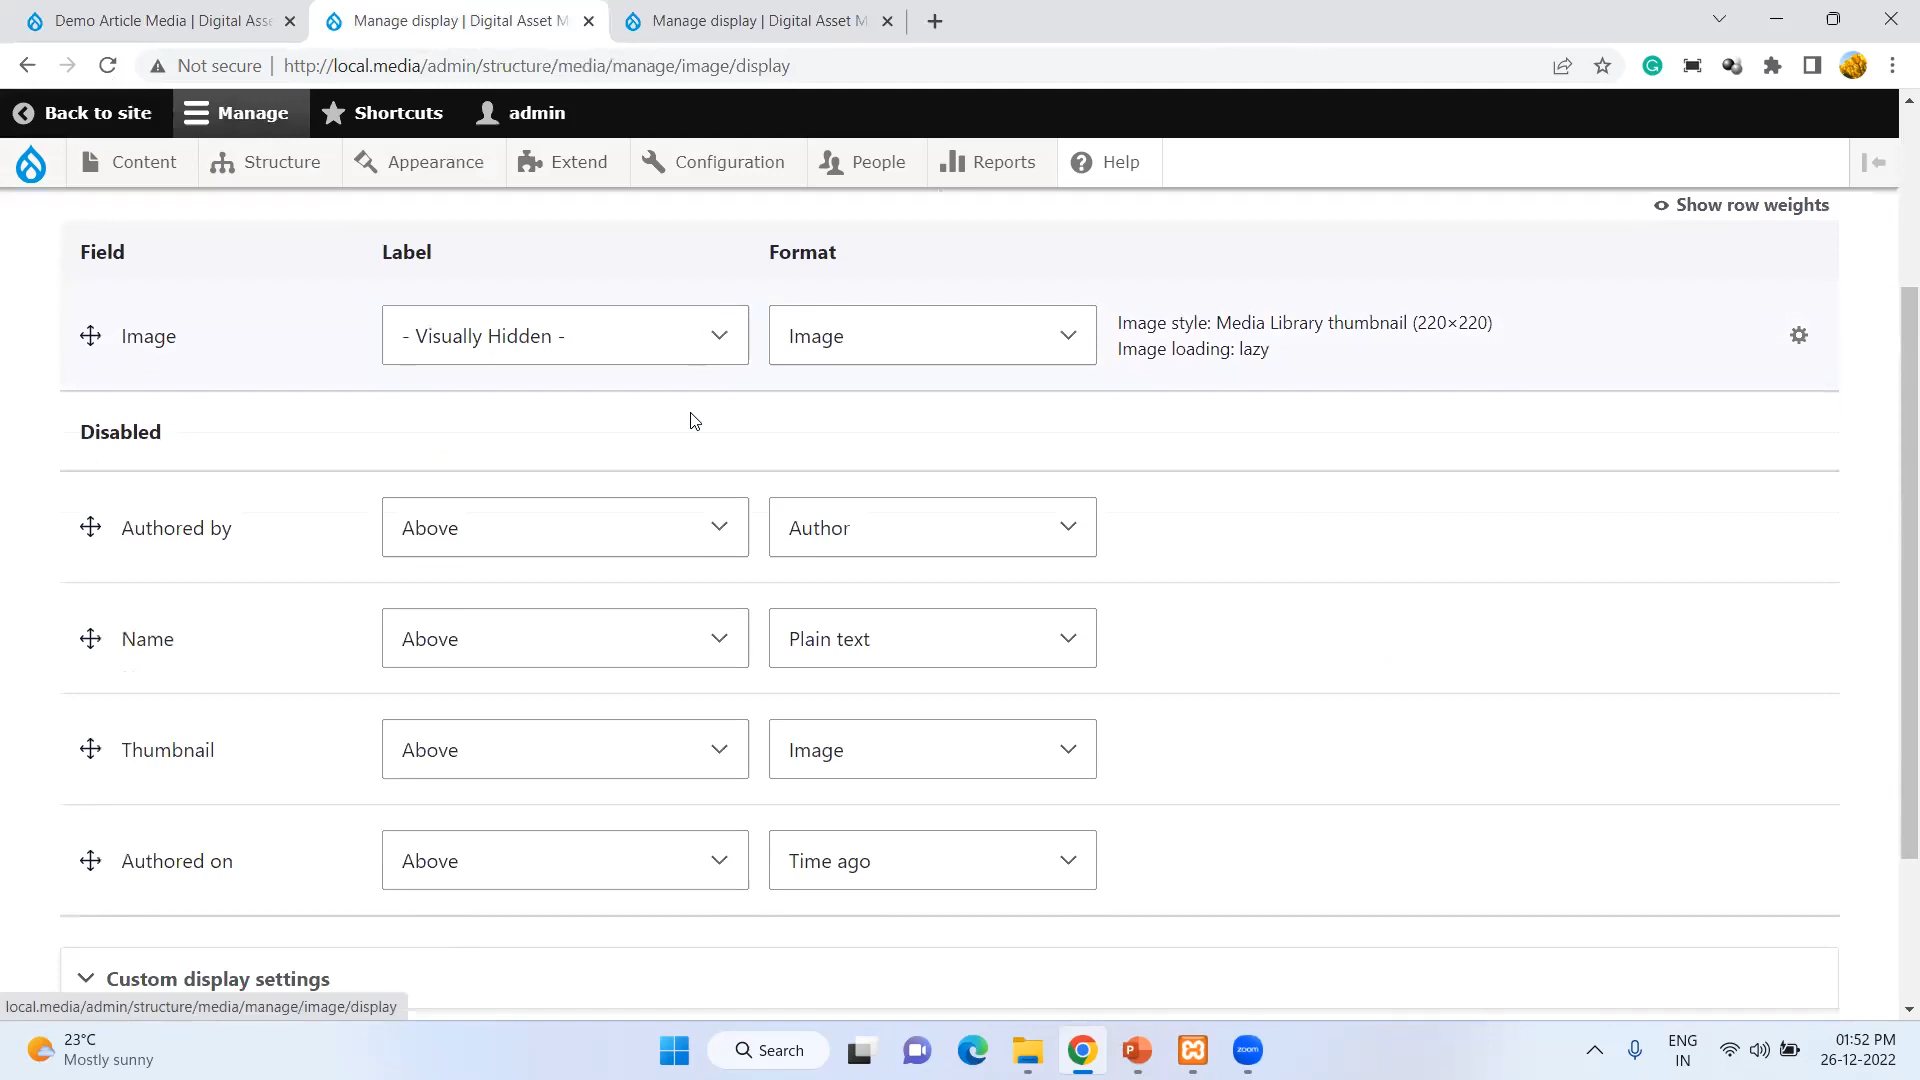 Demo Article Media | Digital Asse
Manage display | Digital Asset M
Manage display | Digital Asset M
Not secure
http://local.media/admin/structure/media/manage/image/display
Back to site
Manage
Shortcuts
admin
Content
Structure
Appearance
Extend
Configuration
People
Reports
Help
Show row weights
Field
Label
Format
Image
- Visually Hidden -
Image
Image style: Media Library thumbnail (220×220)
Image loading: lazy
Disabled
Authored by
Above
Author
Name
Above
Plain text
Thumbnail
Above
Image
Authored on
Above
Time ago
Custom display settings
local.media/admin/structure/media/manage/image/display
23°C
Mostly sunny
Search
zoom
ENG
IN
01:52 PM
26-12-2022